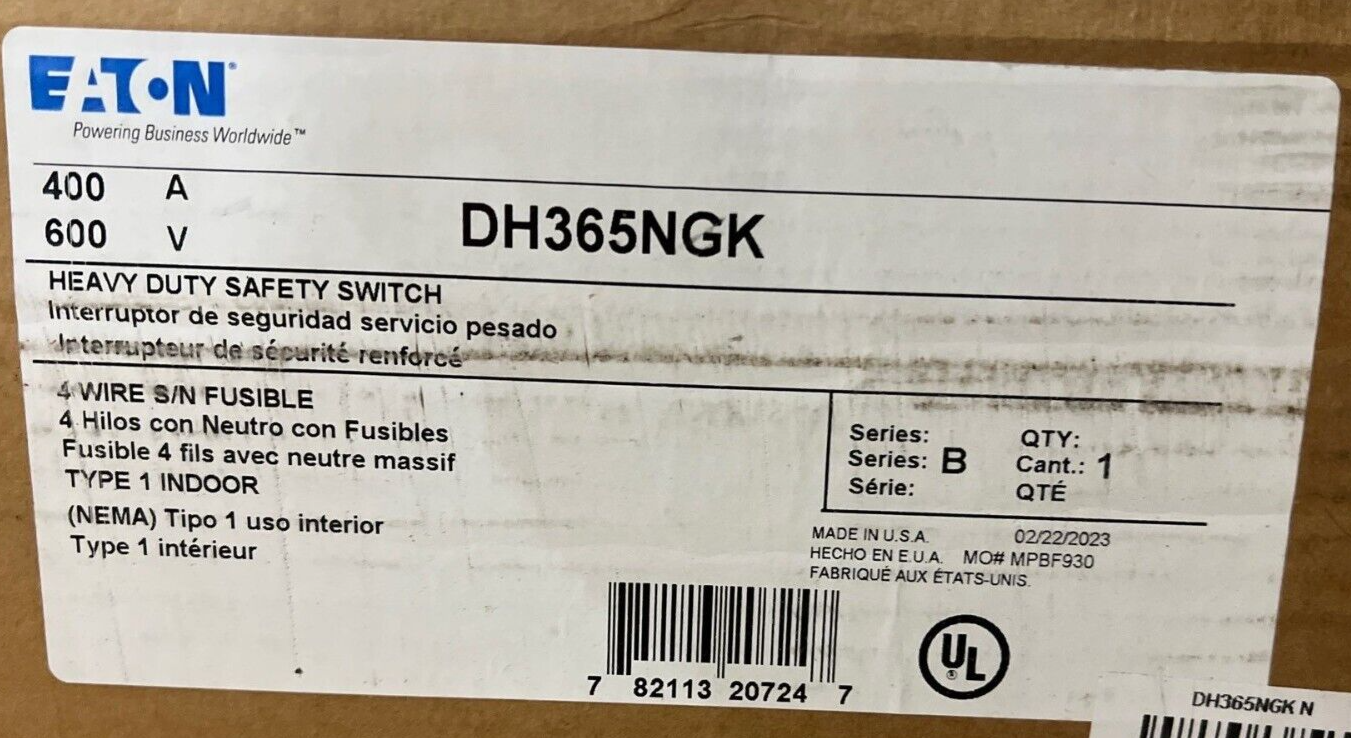 EATON®
Powering Business Worldwide™
400 A
600 V
DH365NGK
HEAVY DUTY SAFETY SWITCH
Interruptor de seguridad servicio pesado
Interrupteur de sécurité renforcé
4 WIRE S/N FUSIBLE
4 Hilos con Neutro con Fusibles
Fusible 4 fils avec neutre massif
TYPE 1 INDOOR
(NEMA) Tipo 1 uso interior
Type 1 intérieur
Series: QTY:
Series: B Cant.: 1
Série: QTÉ
MADE IN U.S.A. 02/22/2023
HECHO EN E.U.A. MO# MPBF930
FABRIQUÉ AUX ÉTATS-UNIS.
7 82113 20724 7
UL®
DH365NGK N